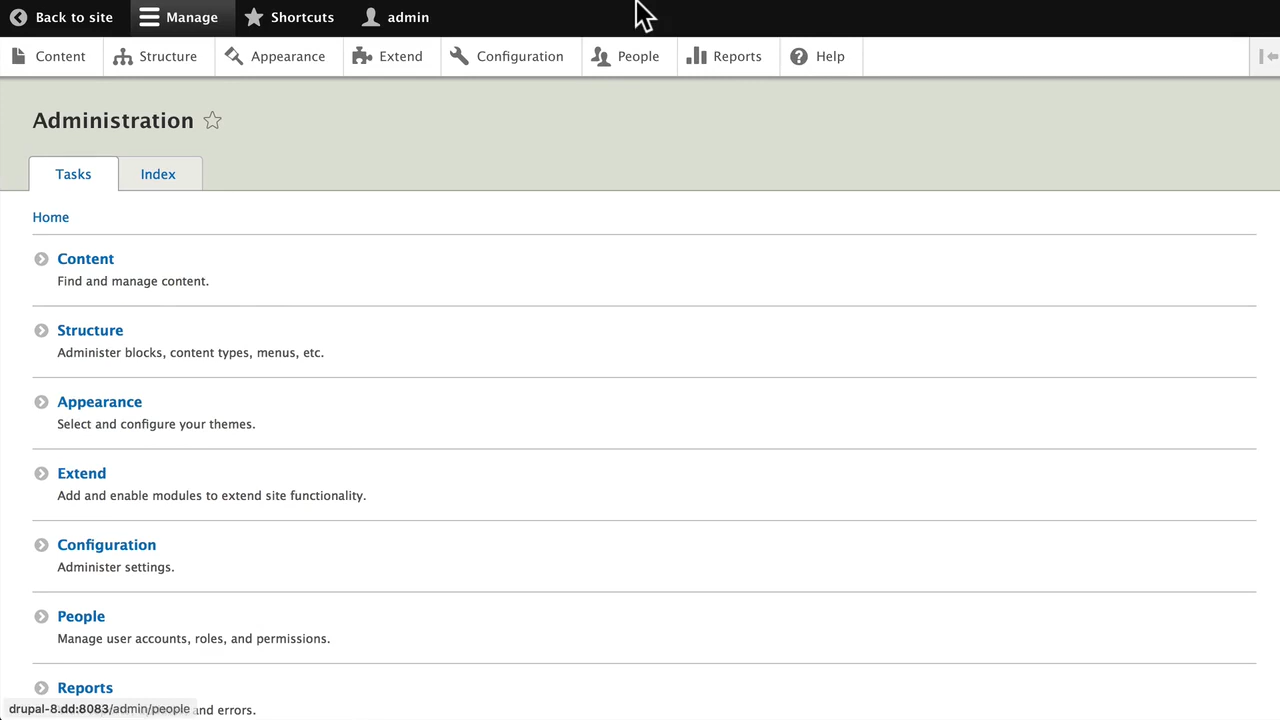 Back to site Manage Shortcuts admin
Content Structure Appearance Extend Configuration People Reports Help
Administration
Tasks Index
Home
Content
Find and manage content.
Structure
Administer blocks, content types, menus, etc.
Appearance
Select and configure your themes.
Extend
Add and enable modules to extend site functionality.
Configuration
Administer settings.
People
Manage user accounts, roles, and permissions.
Reports
drupal-8.dd:8083/admin/people and errors.